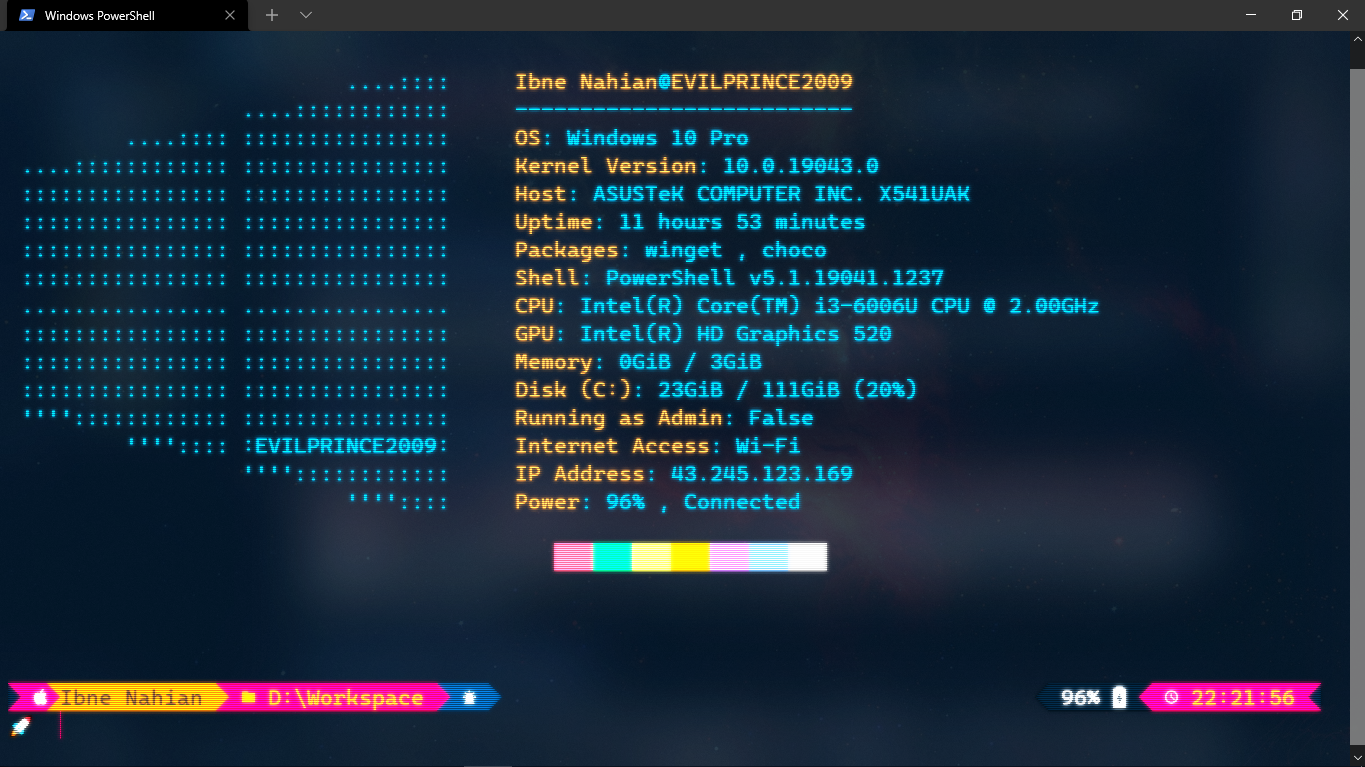 Windows PowerShell
Ibne Nahian@EVILPRINCE2009
--------------------------
OS: Windows 10 Pro
Kernel Version: 10.0.19043.0
Host: ASUSTeK COMPUTER INC. X541UAK
Uptime: 11 hours 53 minutes
Packages: winget , choco
Shell: PowerShell v5.1.19041.1237
CPU: Intel(R) Core(TM) i3-6006U CPU @ 2.00GHz
GPU: Intel(R) HD Graphics 520
Memory: 0GiB / 3GiB
Disk (C:): 23GiB / 111GiB (20%)
Running as Admin: False
:EVILPRINCE2009: Internet Access: Wi-Fi
IP Address: 43.245.123.169
Power: 96% , Connected
Ibne Nahian D:\Workspace 96% 22:21:56